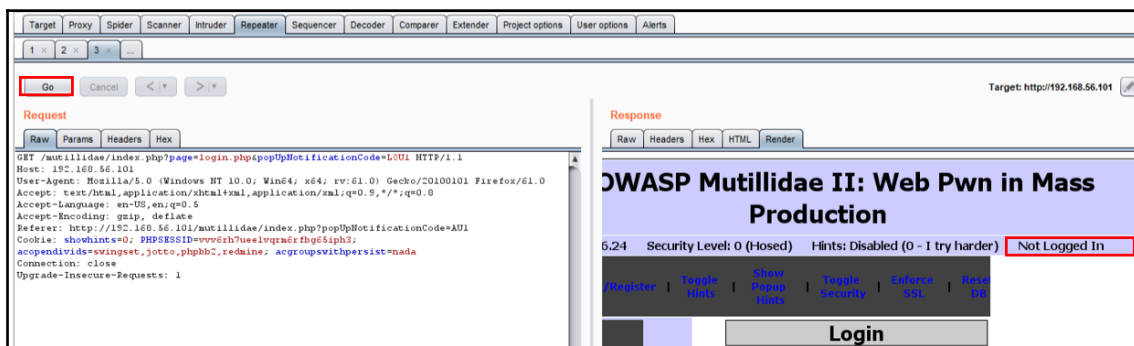 Target Proxy Spider Scanner Intruder Repeater Sequencer Decoder Comparer Extender Project options User options Alerts
1 × 2 × 3 × ...
Go Cancel < > Target: http://192.168.56.101
Request
Raw Params Headers Hex
GET /mutillidae/index.php?page=login.php&popUpNotificationCode=LOU1 HTTP/1.1
Host: 192.168.56.101
User-Agent: Mozilla/5.0 (Windows NT 10.0; Win64; x64; rv:61.0) Gecko/20100101 Firefox/61.0
Accept: text/html,application/xhtml+xml,application/xml;q=0.9,*/*;q=0.8
Accept-Language: en-US,en;q=0.5
Accept-Encoding: gzip, deflate
Referer: http://192.168.56.101/mutillidae/index.php?popUpNotificationCode=AU1
Cookie: showhints=0; PHPSESSID=vvv6rh7ueelvqrm6rfbg65iph3;
acopendivids=swingset,jotto,phpbb2,redmine; acgroupswithpersist=nada
Connection: close
Upgrade-Insecure-Requests: 1
Response
Raw Headers Hex HTML Render
OWASP Mutillidae II: Web Pwn in Mass
Production
5.24 Security Level: 0 (Hosed) Hints: Disabled (0 - I try harder) Not Logged In
/Register | Toggle Hints | Show Popup Hints | Toggle Security | Enforce SSL | Rese DB
Login